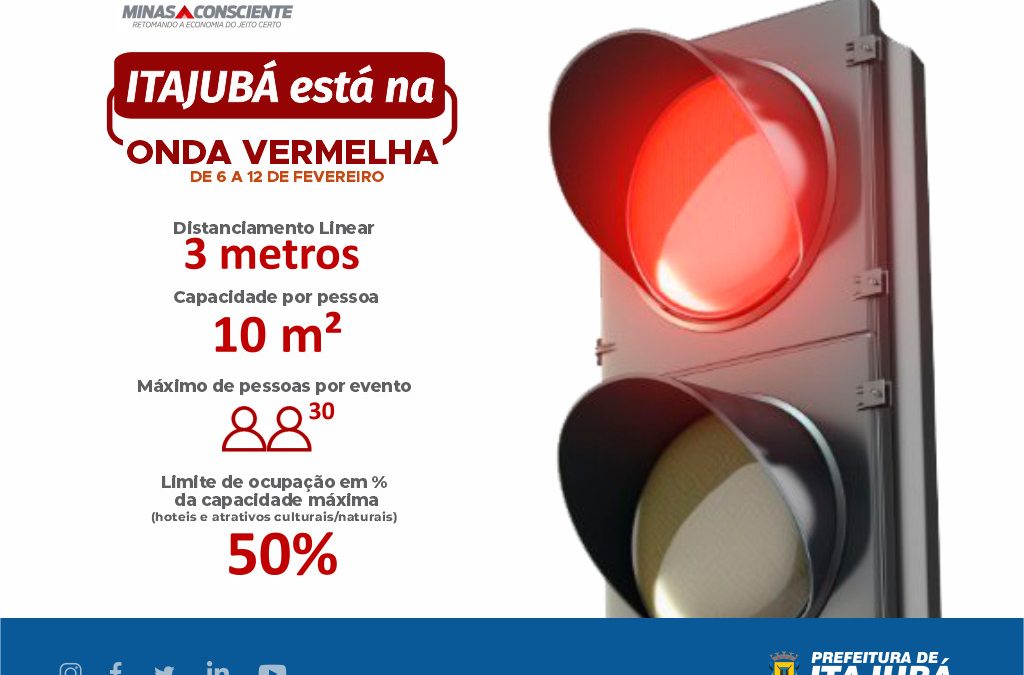 MINAS CONSCIENTE
RETOMANDO A ECONOMIA DO JEITO CERTO
ITAJUBÁ está na
ONDA VERMELHA
DE 6 A 12 DE FEVEREIRO
Distanciamento Linear
3 metros
Capacidade por pessoa
10 m²
Máximo de pessoas por evento
30
Limite de ocupação em %
da capacidade máxima
(hoteis e atrativos culturais/naturais)
50%
PREFEITURA DE
ITAJUBÁ